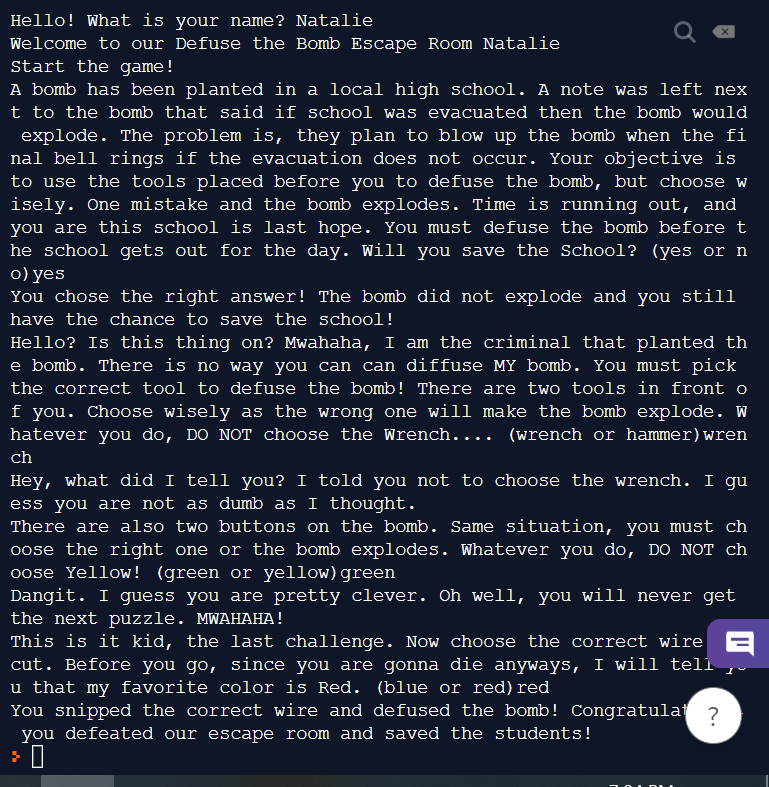 Hello! What is your name? Natalie
Welcome to our Defuse the Bomb Escape Room Natalie
Start the game!
A bomb has been planted in a local high school. A note was left nex
t to the bomb that said if school was evacuated then the bomb would
 explode. The problem is, they plan to blow up the bomb when the fi
nal bell rings if the evacuation does not occur. Your objective is
to use the tools placed before you to defuse the bomb, but choose w
isely. One mistake and the bomb explodes. Time is running out, and
you are this school is last hope. You must defuse the bomb before t
he school gets out for the day. Will you save the School? (yes or n
o)yes
You chose the right answer! The bomb did not explode and you still
have the chance to save the school!
Hello? Is this thing on? Mwahaha, I am the criminal that planted th
e bomb. There is no way you can can diffuse MY bomb. You must pick
the correct tool to defuse the bomb! There are two tools in front o
f you. Choose wisely as the wrong one will make the bomb explode. W
hatever you do, DO NOT choose the Wrench.... (wrench or hammer)wren
ch
Hey, what did I tell you? I told you not to choose the wrench. I gu
ess you are not as dumb as I thought.
There are also two buttons on the bomb. Same situation, you must ch
oose the right one or the bomb explodes. Whatever you do, DO NOT ch
oose Yellow! (green or yellow)green
Dangit. I guess you are pretty clever. Oh well, you will never get
the next puzzle. MWAHAHA!
This is it kid, the last challenge. Now choose the correct wire
cut. Before you go, since you are gonna die anyways, I will tell
u that my favorite color is Red. (blue or red)red
You snipped the correct wire and defused the bomb!
 you defeated our escape room and saved the students!
?